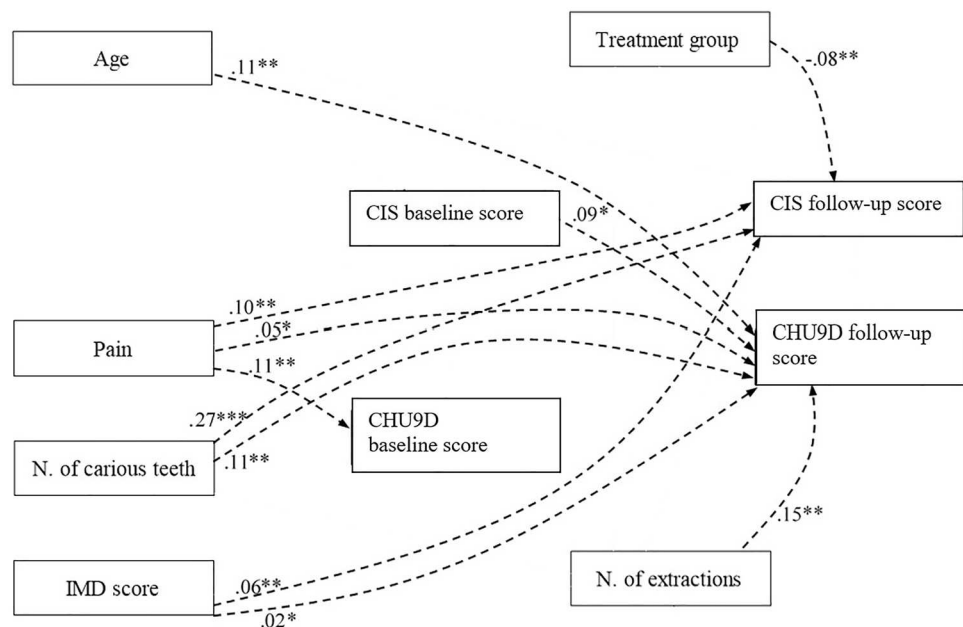 Treatment group
Age
.11**
-.08**
CIS baseline score
CIS follow-up score
.09*
.10**
.05*
Pain
CHU9D follow-up
score
.11**
CHU9D
baseline score
.27***
N. of carious teeth
.11**
.15**
IMD score
.06**
N. of extractions
.02*